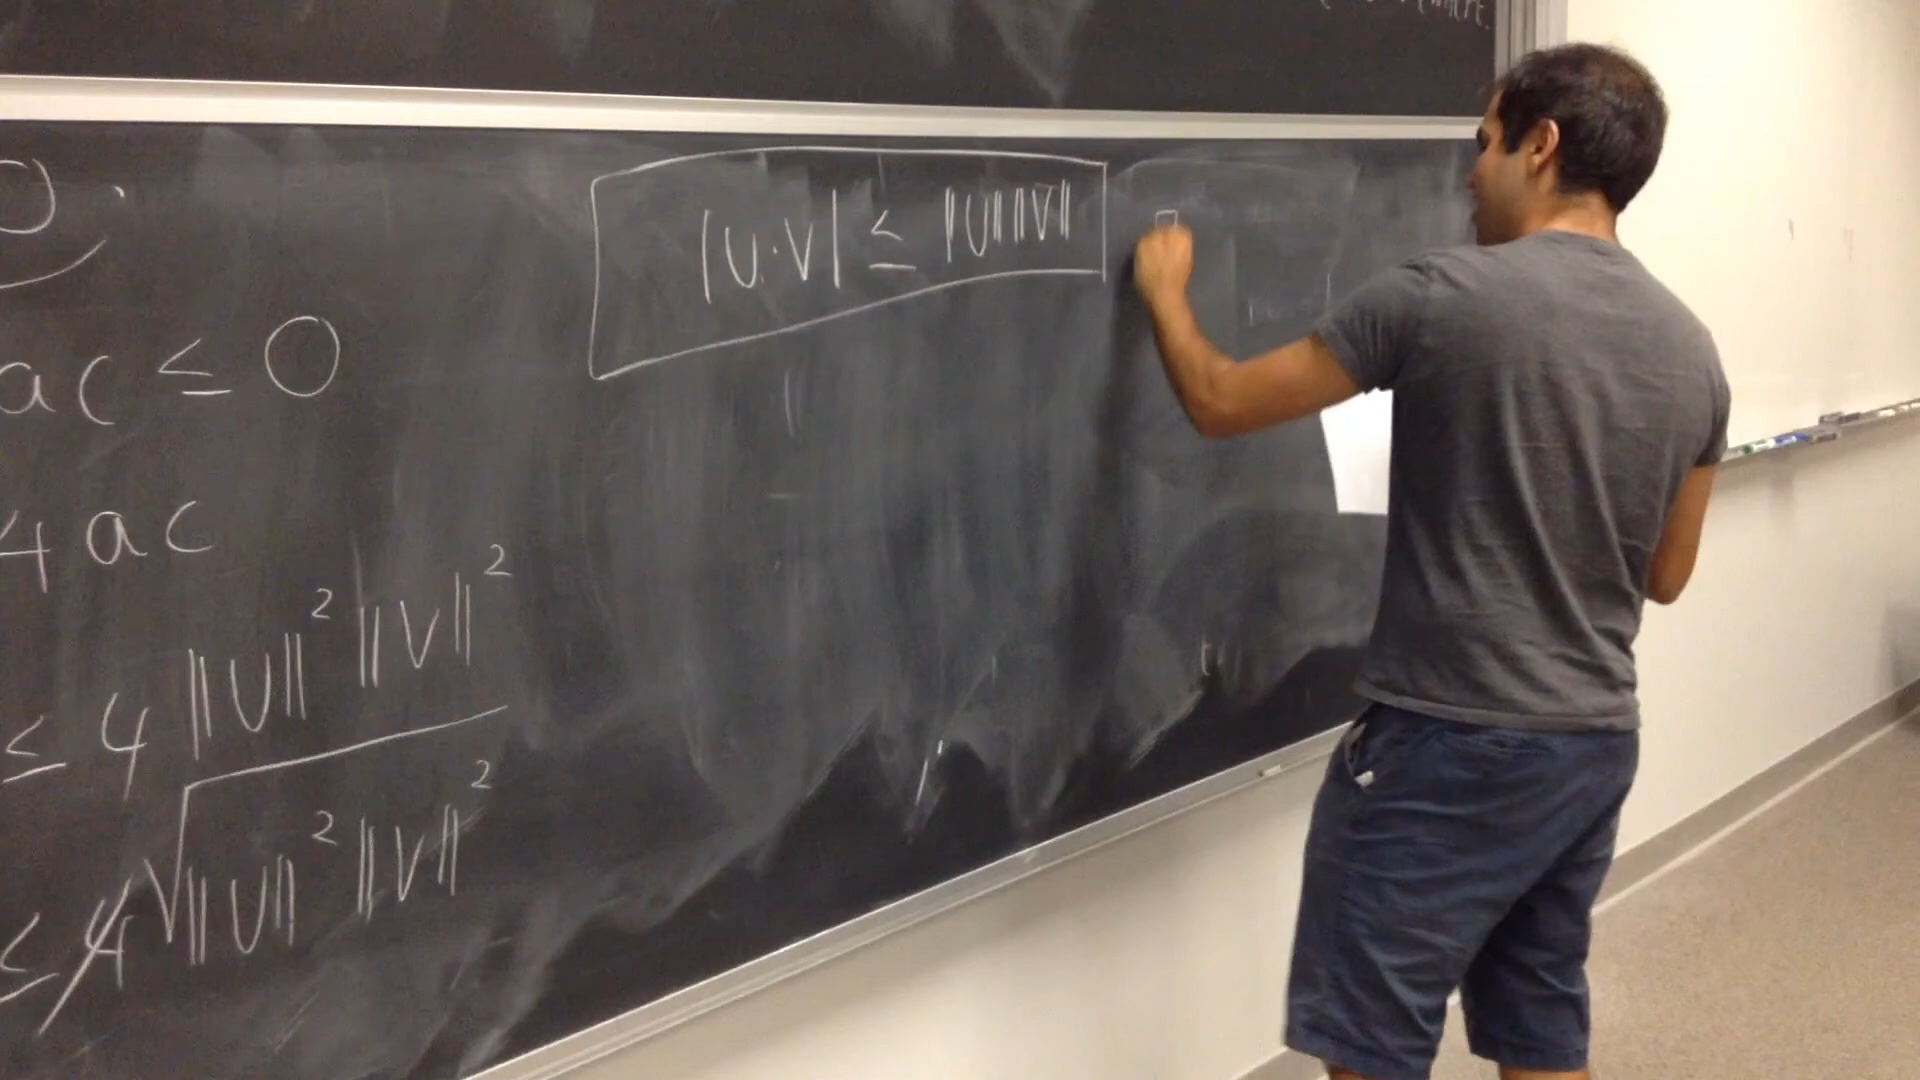 |U·V| ≤ ||U|| ||V||
ac ≤ 0
4ac
≤ 4 ||U||² ||V||²
≤ 4 √||U||² ||V||²